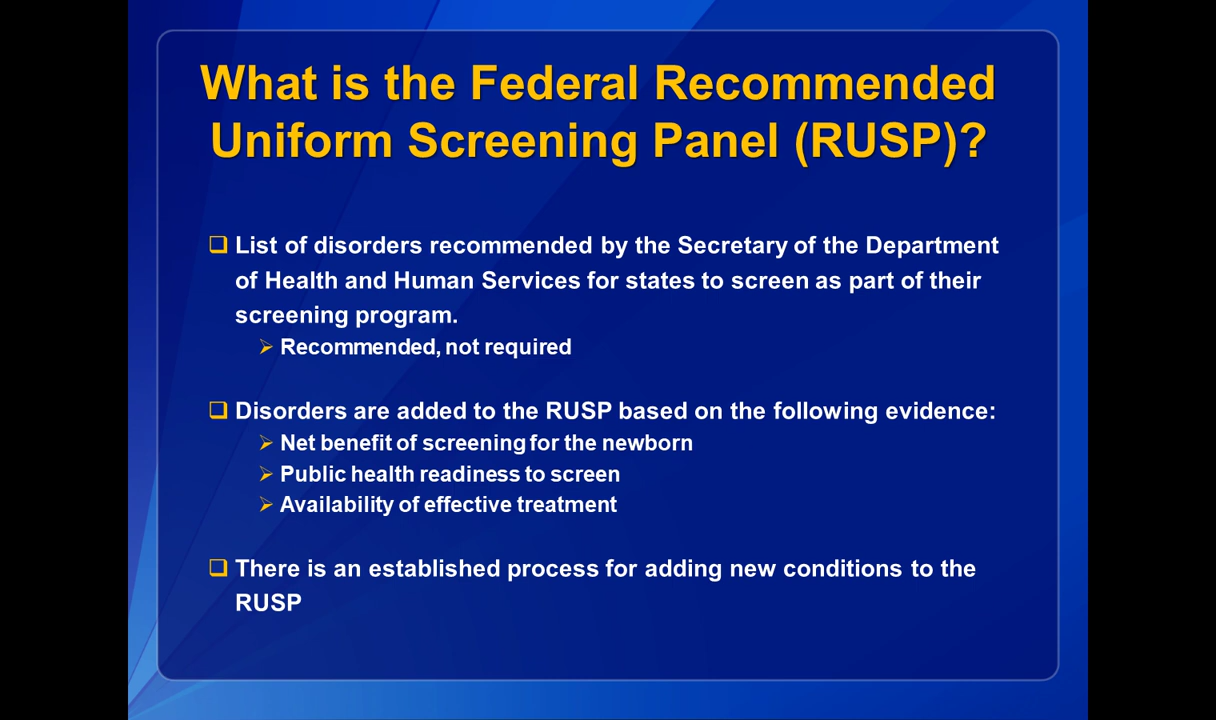 What is the Federal Recommended
Uniform Screening Panel (RUSP)?
List of disorders recommended by the Secretary of the Department
of Health and Human Services for states to screen as part of their
screening program.
Recommended, not required
Disorders are added to the RUSP based on the following evidence:
Net benefit of screening for the newborn
Public health readiness to screen
Availability of effective treatment
There is an established process for adding new conditions to the
RUSP